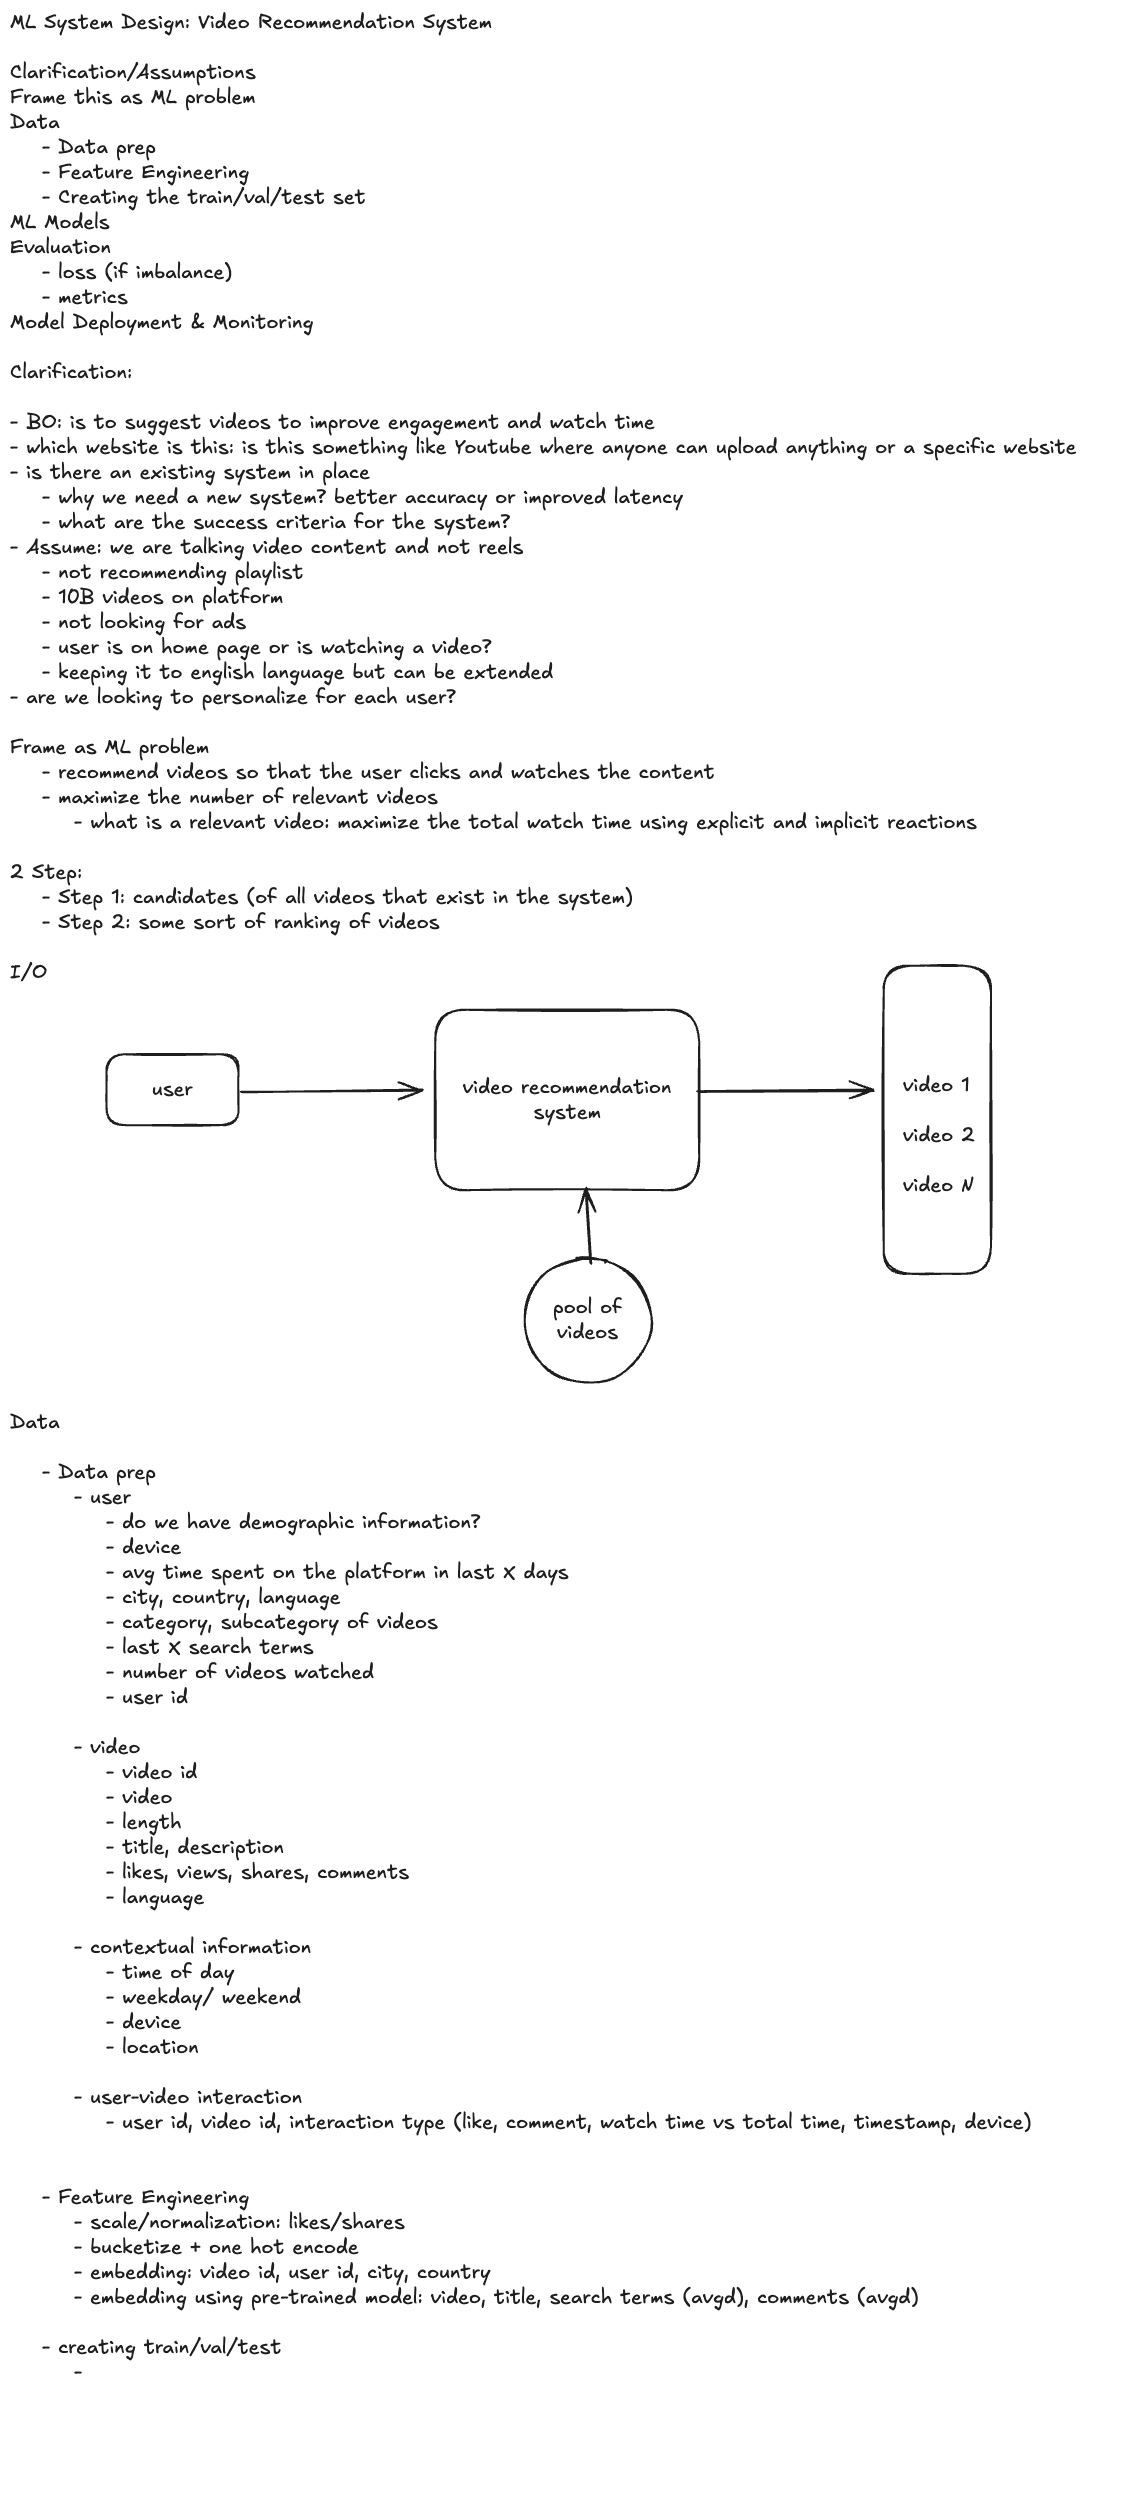 ML System Design: Video Recommendation System
Clarification/Assumptions
Frame this as ML problem
Data
- Data prep
- Feature Engineering
- Creating the train/val/test set
ML Models
Evaluation
- loss (if imbalance)
- metrics
Model Deployment & Monitoring
Clarification:
- BO: is to suggest videos to improve engagement and watch time
- which website is this: is this something like Youtube where anyone can upload anything or a specific website
- is there an existing system in place
- why we need a new system? better accuracy or improved latency
- what are the success criteria for the system?
- Assume: we are talking video content and not reels
- not recommending playlist
- 10B videos on platform
- not looking for ads
- user is on home page or is watching a video?
- keeping it to english language but can be extended
- are we looking to personalize for each user?
Frame as ML problem
- recommend videos so that the user clicks and watches the content
- maximize the number of relevant videos
- what is a relevant video: maximize the total watch time using explicit and implicit reactions
2 Step:
- Step 1: candidates (of all videos that exist in the system)
- Step 2: some sort of ranking of videos
I/O
user
video recommendation
system
video 1
video 2
video N
pool of
videos
Data
- Data prep
- user
- do we have demographic information?
- device
- avg time spent on the platform in last X days
- city, country, language
- category, subcategory of videos
- last X search terms
- number of videos watched
- user id
- video
- video id
- video
- length
- title, description
- likes, views, shares, comments
- language
- contextual information
- time of day
- weekday/ weekend
- device
- location
- user-video interaction
- user id, video id, interaction type (like, comment, watch time vs total time, timestamp, device)
- Feature Engineering
- scale/normalization: likes/shares
- bucketize + one hot encode
- embedding: video id, user id, city, country
- embedding using pre-trained model: video, title, search terms (avgd), comments (avgd)
- creating train/val/test
-